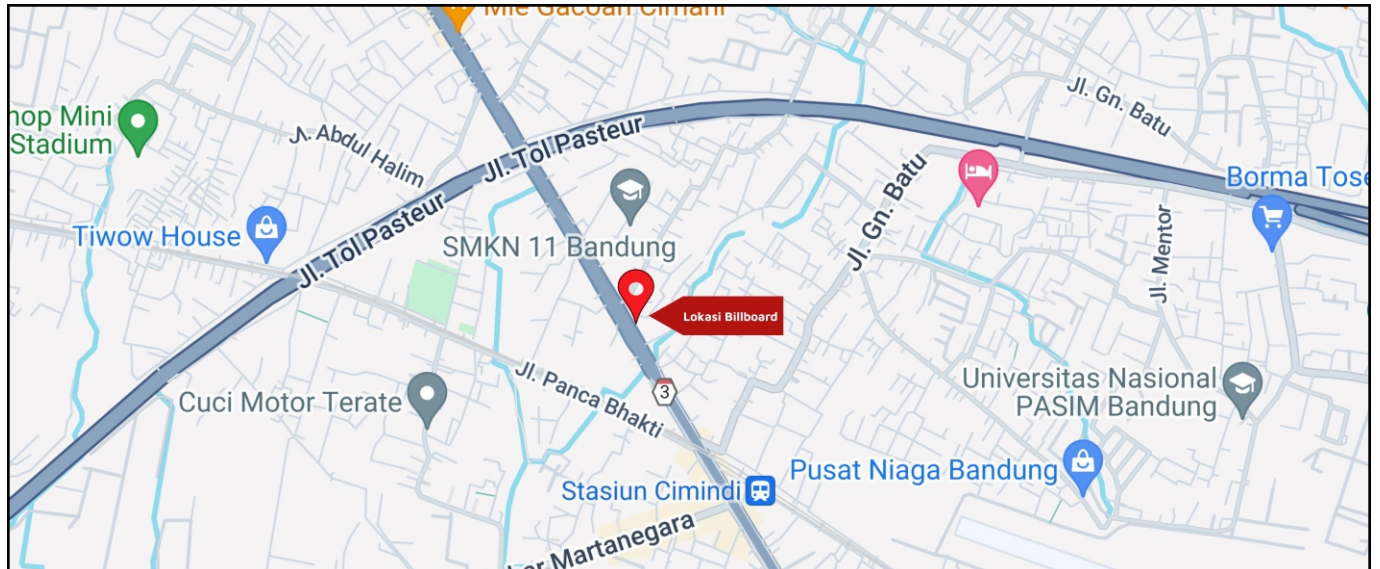 Mie Gacoan Cimahi
hop Mini
Stadium
Abdul Halim
Jl. Tol Pasteur
Jl. Gn. Batu
Borma Tose
Tiwow House
Jl. Tol Pasteur
SMKN 11 Bandung
Jl. Gn. Batu
Jl. Mentor
Lokasi Billboard
Cuci Motor Terate
Jl. Panca Bhakti
3
Universitas Nasional
PASIM Bandung
Stasiun Cimindi
Pusat Niaga Bandung
Martanegara